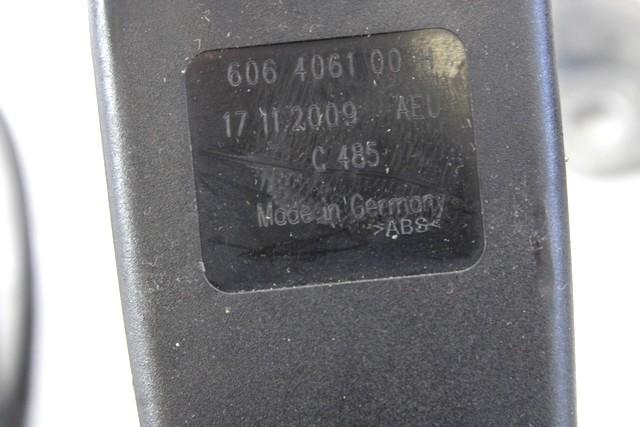 606 4061 00 H
17.11.2009 AEU
C 485
Made in Germany
>ABS<